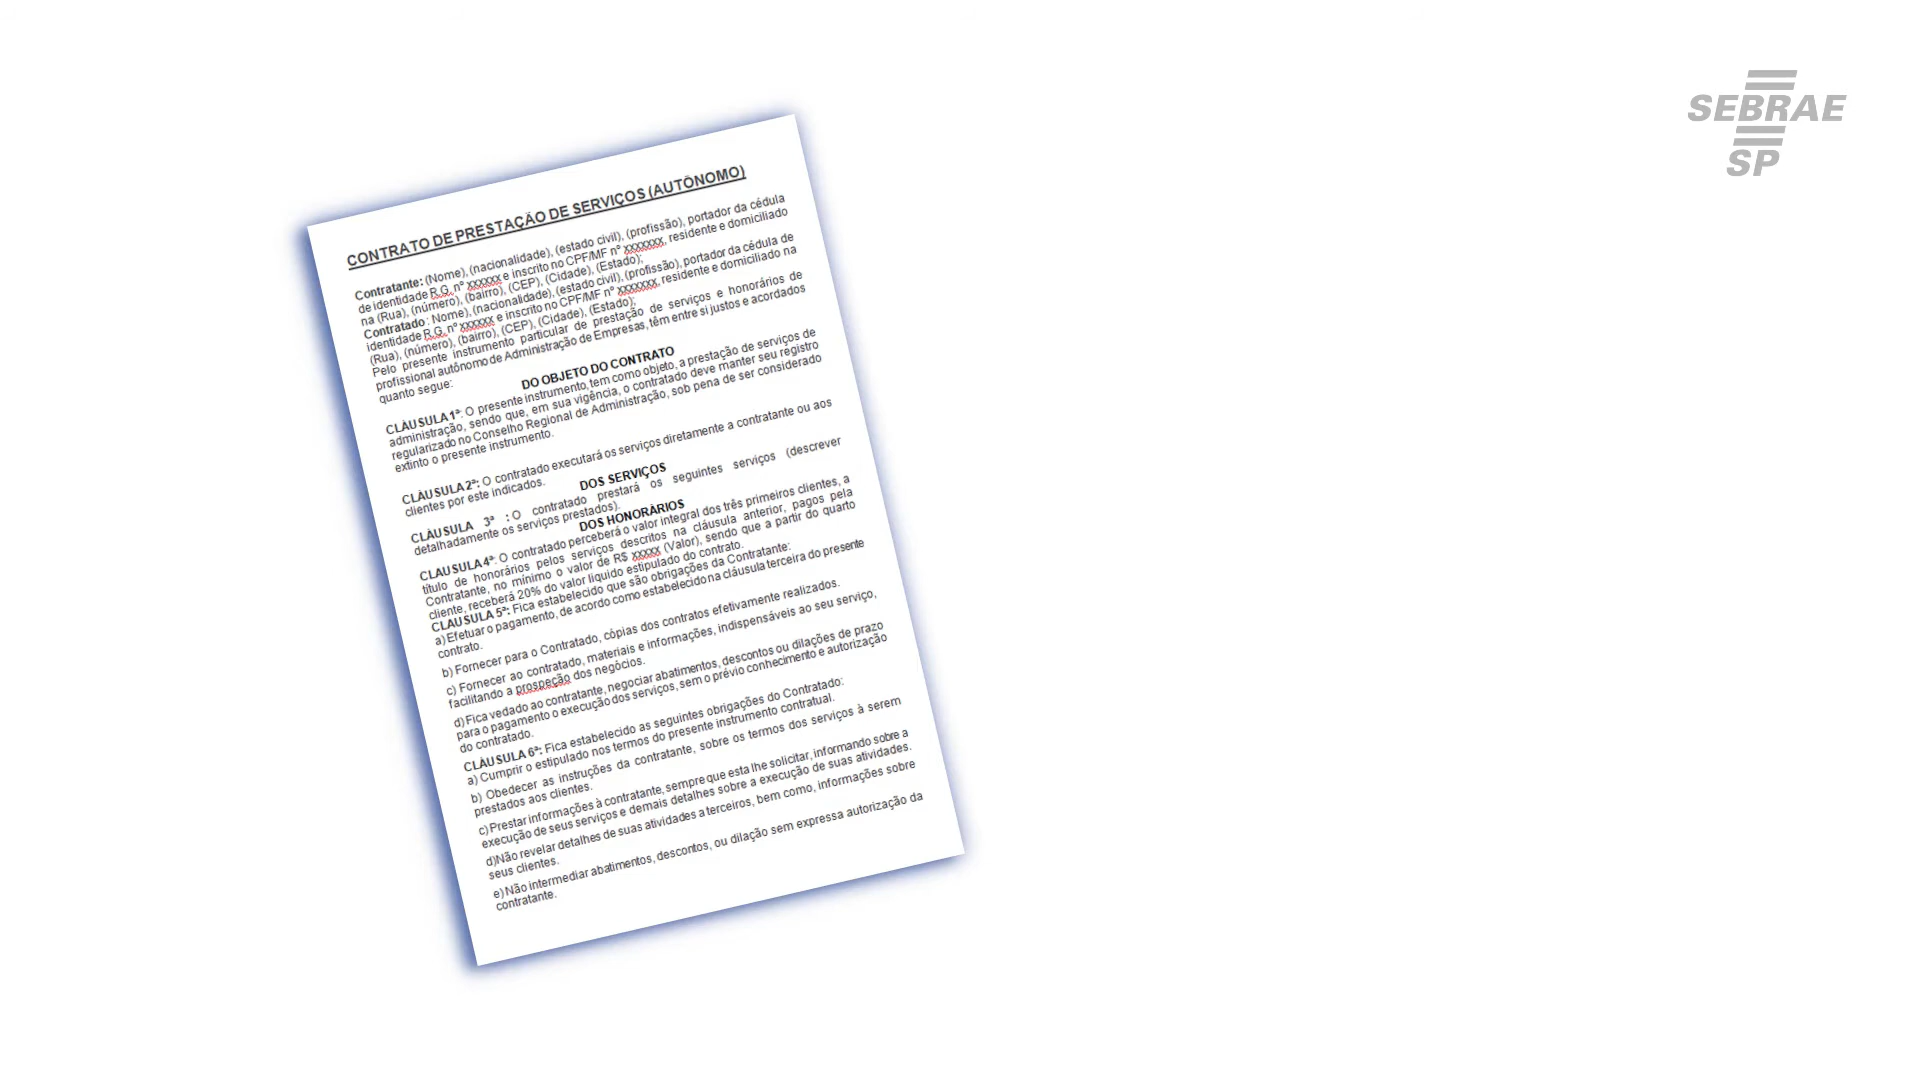 SEBRAE
SP
CONTRATO DE PRESTAÇÃO DE SERVIÇOS (AUTÔNOMO)
Contratante: (Nome), (nacionalidade), (estado civil), (profissão), portador da cédula
de identidade R.G. nº xxxxxx e inscrito no CPF/MF nº xxxxxxx, residente e domiciliado
na (Rua), (número), (bairro), (CEP), (Cidade), (Estado);
Contratado : Nome), (nacionalidade), (estado civil), (profissão), portador da cédula de
identidade R.G. nº xxxxxx e inscrito no CPF/MF nº xxxxxxx, residente e domiciliado na
(Rua), (número), (bairro), (CEP), (Cidade), (Estado);
Pelo presente instrumento particular de prestação de serviços e honorários de
profissional autônomo de Administração de Empresas, têm entre si justos e acordados
quanto segue:
DO OBJETO DO CONTRATO
CLÁUSULA 1ª: O presente instrumento, tem como objeto, a prestação de serviços de
administração, sendo que, em sua vigência, o contratado deve manter seu registro
regularizado no Conselho Regional de Administração, sob pena de ser considerado
extinto o presente instrumento.
CLÁUSULA 2ª: O contratado executará os serviços diretamente a contratante ou aos
clientes por este indicados.
DOS SERVIÇOS
CLÁUSULA 3ª : O contratado prestará os seguintes serviços (descrever
detalhadamente os serviços prestados).
DOS HONORÁRIOS
CLAUSULA 4ª: O contratado perceberá o valor integral dos três primeiros clientes, a
título de honorários pelos serviços descritos na cláusula anterior, pagos pela
Contratante, no mínimo o valor de R$ xxxxx (Valor), sendo que a partir do quarto
cliente, receberá 20% do valor liquido estipulado do contrato.
CLAUSULA 5ª: Fica estabelecido que são obrigações da Contratante:
a) Efetuar o pagamento, de acordo como estabelecido na cláusula terceira do presente
contrato.
b) Fornecer para o Contratado, cópias dos contratos efetivamente realizados.
c) Fornecer ao contratado, materiais e informações, indispensáveis ao seu serviço,
facilitando a prospeção dos negócios.
d) Fica vedado ao contratante, negociar abatimentos, descontos ou dilações de prazo
para o pagamento o execução dos serviços, sem o prévio conhecimento e autorização
do contratado.
CLÁUSULA 6ª: Fica estabelecido as seguintes obrigações do Contratado:
a) Cumprir o estipulado nos termos do presente instrumento contratual.
b) Obedecer as instruções da contratante, sobre os termos dos serviços à serem
prestados aos clientes.
c) Prestar informações à contratante, sempre que esta lhe solicitar, informando sobre a
execução de seus serviços e demais detalhes sobre a execução de suas atividades.
d)Não revelar detalhes de suas atividades a terceiros, bem como, informações sobre
seus clientes.
e) Não intermediar abatimentos, descontos, ou dilação sem expressa autorização da
contratante.